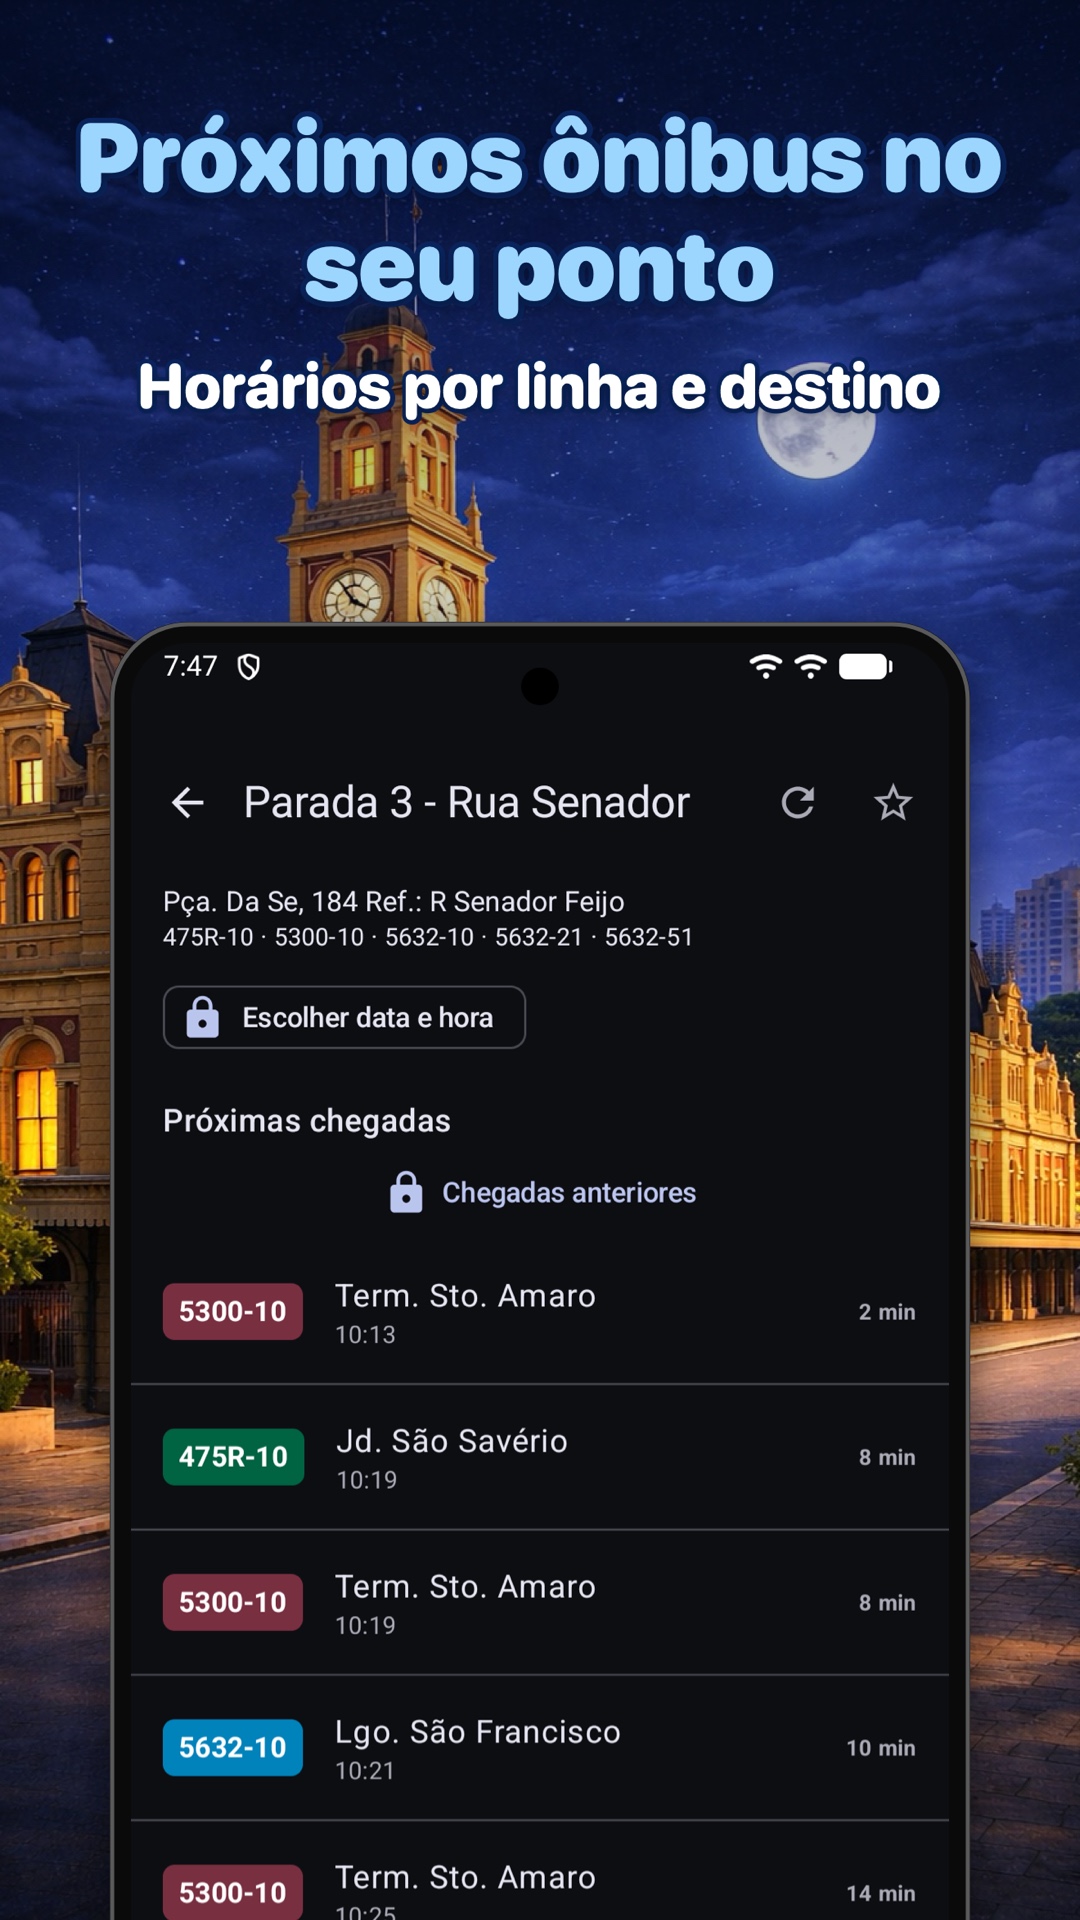 Próximos ônibus no
seu ponto
Horários por linha e destino
7:47
Parada 3 - Rua Senador
Pça. Da Se, 184 Ref.: R Senador Feijo
475R-10 · 5300-10 · 5632-10 · 5632-21 · 5632-51
Escolher data e hora
Próximas chegadas
Chegadas anteriores
5300-10 Term. Sto. Amaro 2 min
10:13
475R-10 Jd. São Savério 8 min
10:19
5300-10 Term. Sto. Amaro 8 min
10:19
5632-10 Lgo. São Francisco 10 min
10:21
5300-10 Term. Sto. Amaro 14 min
10:25